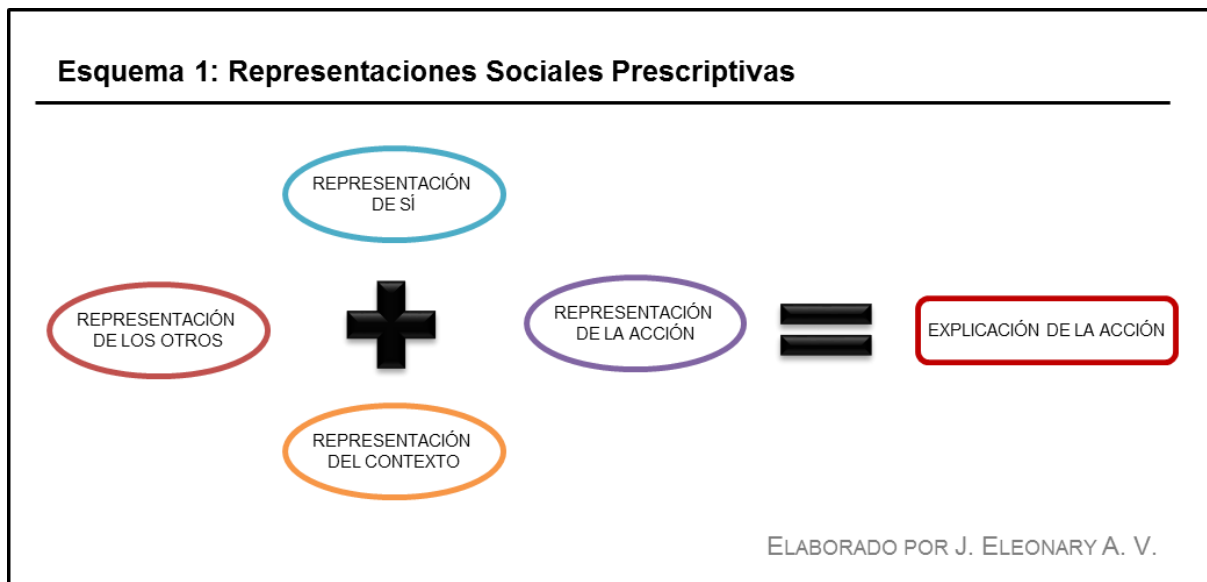 Esquema 1: Representaciones Sociales Prescriptivas
REPRESENTACIÓN
DE SÍ
REPRESENTACIÓN
DE LOS OTROS
REPRESENTACIÓN
DE LA ACCIÓN
EXPLICACIÓN DE LA ACCIÓN
REPRESENTACIÓN
DEL CONTEXTO
ELABORADO POR J. ELEONARY A. V.